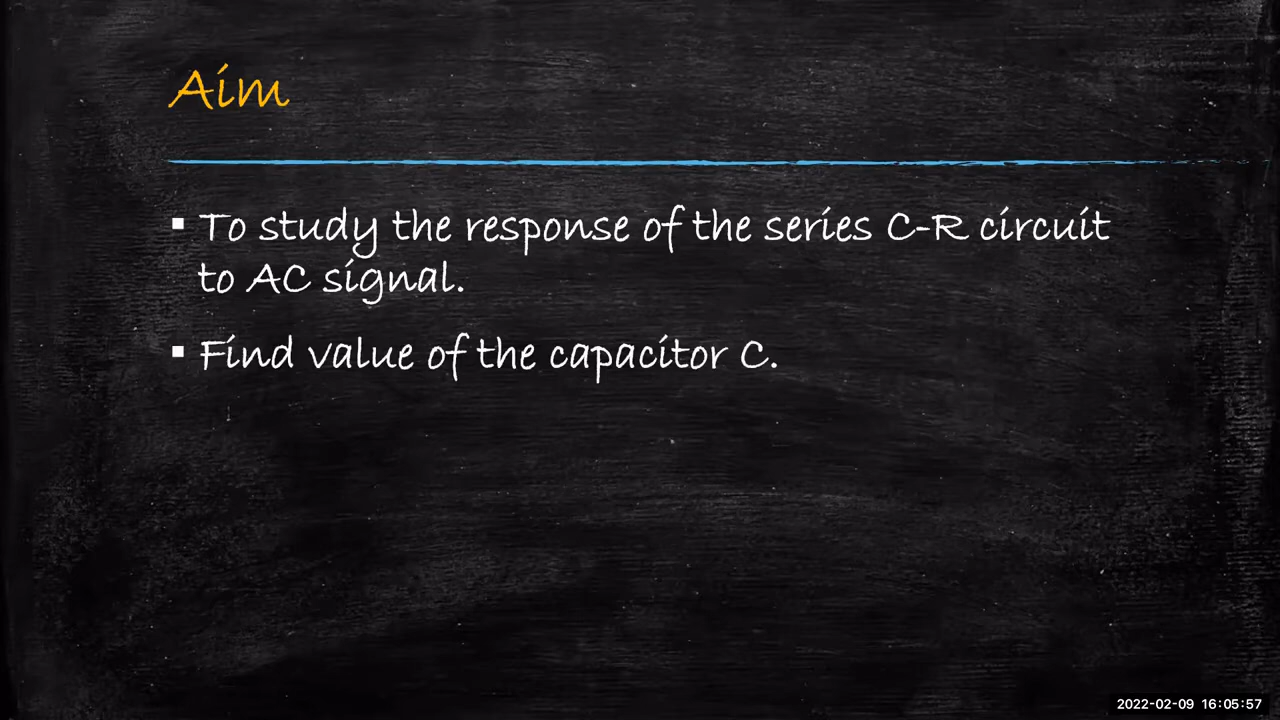 Aim
▪ To study the response of the series C-R circuit
to AC signal.
▪ Find value of the capacitor C.
2022-02-09 16:05:57